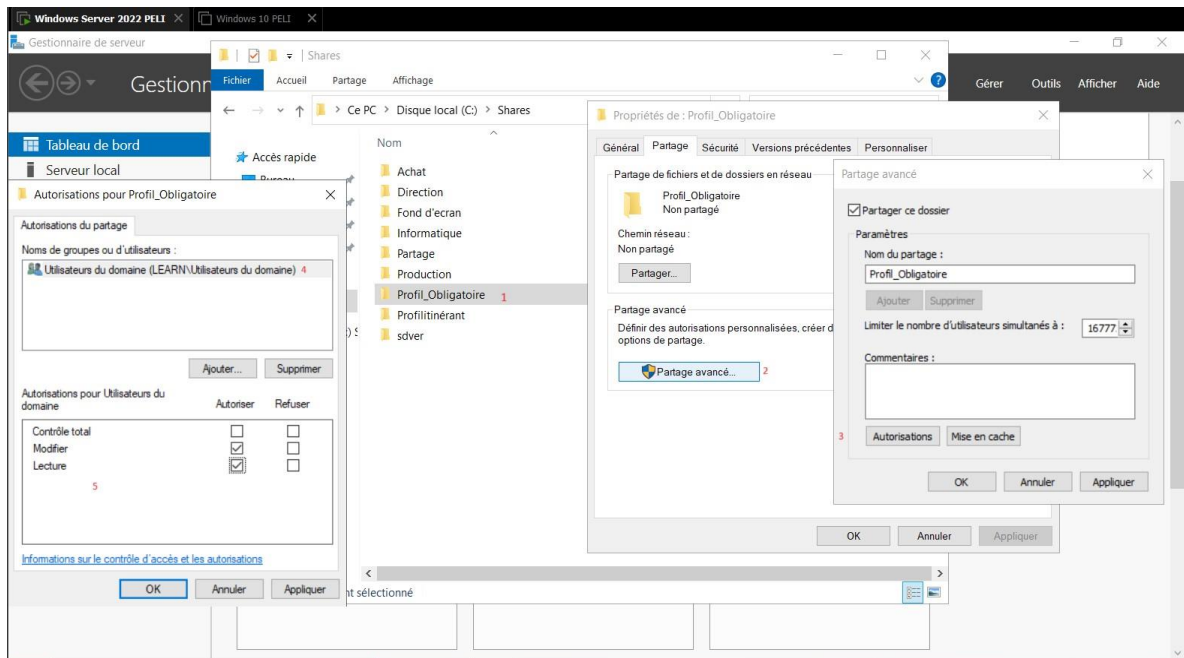 Windows Server 2022 PELI
Windows 10 PELI
Gestionnaire de serveur
Gestionn
Gérer Outils Afficher Aide
Tableau de bord
Serveur local
Shares
Fichier Accueil Partage Affichage
Ce PC > Disque local (C:) > Shares
Accès rapide
Nom
Achat
Direction
Fond d'ecran
Informatique
Partage
Production
Profil_Obligatoire 1
Profilitinérant
sdver
Autorisations pour Profil_Obligatoire
Autorisations du partage
Noms de groupes ou d'utilisateurs :
Utilisateurs du domaine (LEARN\Utilisateurs du domaine) 4
Ajouter... Supprimer
Autorisations pour Utilisateurs du
domaine Autoriser Refuser
Contrôle total
Modifier
Lecture
5
Informations sur le contrôle d'accès et les autorisations
OK Annuler Appliquer
Propriétés de : Profil_Obligatoire
Général Partage Sécurité Versions précédentes Personnaliser
Partage de fichiers et de dossiers en réseau
Profil_Obligatoire
Non partagé
Chemin réseau :
Non partagé
Partager...
Partage avancé
Définir des autorisations personnalisées, créer d
options de partage.
Partage avancé... 2
OK Annuler Appliquer
Partage avancé
Partager ce dossier
Paramètres
Nom du partage :
Profil_Obligatoire
Ajouter Supprimer
Limiter le nombre d'utilisateurs simultanés à : 16777
Commentaires :
3 Autorisations Mise en cache
OK Annuler Appliquer
nt sélectionné